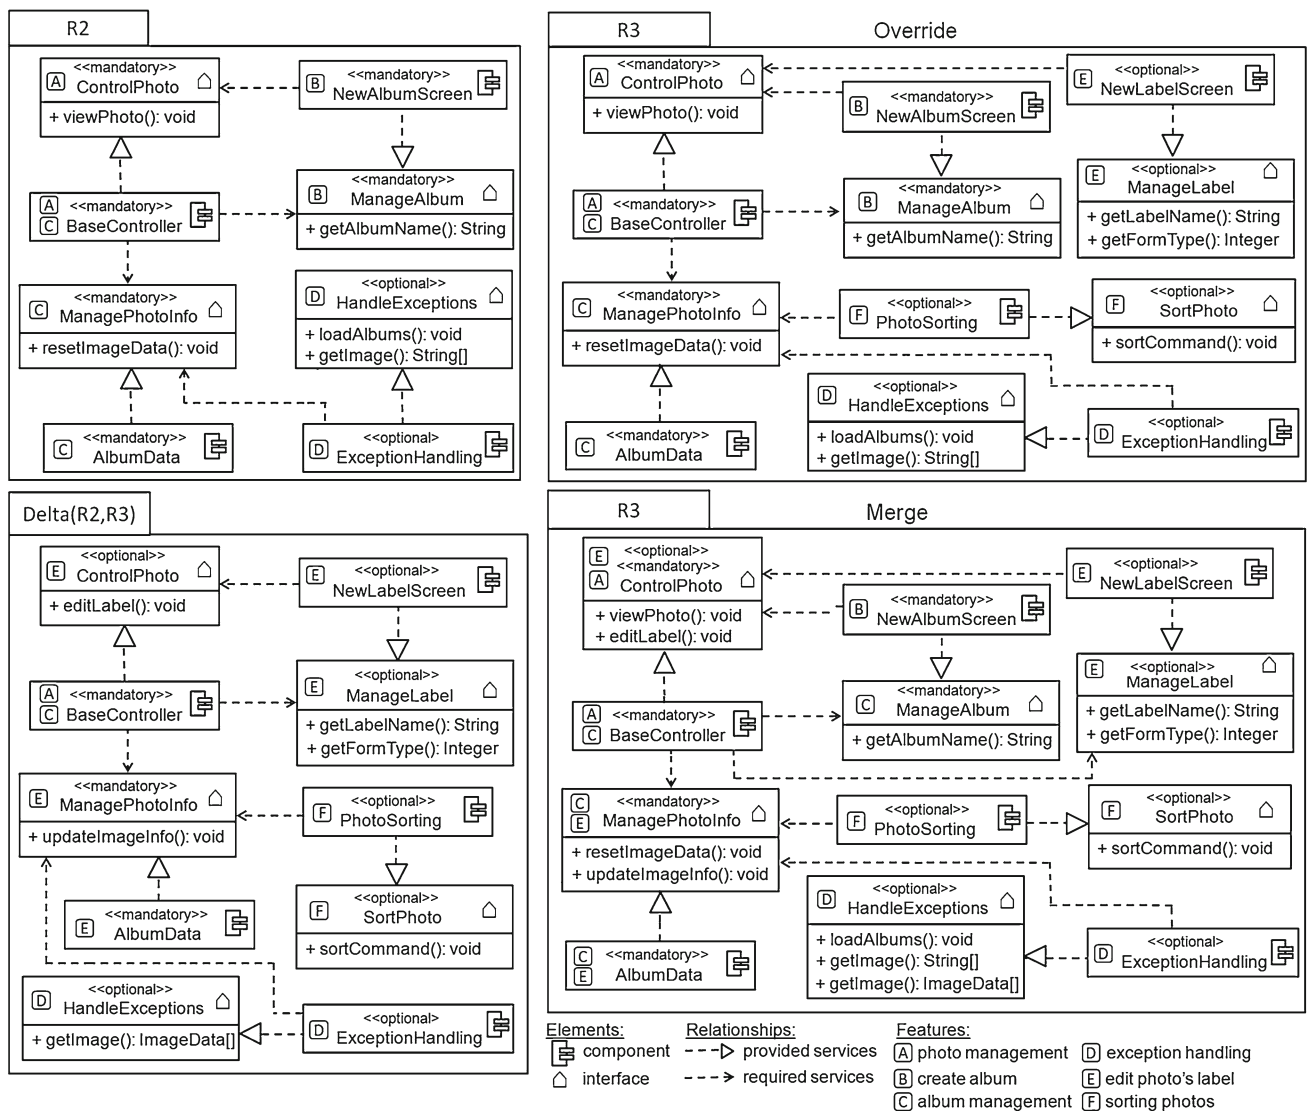 R2
A
<<mandatory>>
ControlPhoto
+ viewPhoto(): void
B
<<mandatory>>
NewAlbumScreen
A
C
<<mandatory>>
BaseController
B
<<mandatory>>
ManageAlbum
+ getAlbumName(): String
C
<<mandatory>>
ManagePhotoInfo
+ resetImageData(): void
D
<<optional>>
HandleExceptions
+ loadAlbums(): void
+ getImage(): String[]
C
<<mandatory>>
AlbumData
D
<<optional>
ExceptionHandling
R3
Override
A
<<mandatory>>
ControlPhoto
+ viewPhoto(): void
B
<<mandatory>>
NewAlbumScreen
E
<<optional>>
NewLabelScreen
A
C
<<mandatory>>
BaseController
B
<<mandatory>>
ManageAlbum
+ getAlbumName(): String
E
<<optional>>
ManageLabel
+ getLabelName(): String
+ getFormType(): Integer
C
<<mandatory>>
ManagePhotoInfo
+ resetImageData(): void
F
<<optional>>
PhotoSorting
F
<<optional>>
SortPhoto
+ sortCommand(): void
D
<<optional>>
HandleExceptions
+ loadAlbums(): void
+ getImage(): String[]
C
<<mandatory>>
AlbumData
D
<<optional>
ExceptionHandling
Delta(R2,R3)
E
<<optional>>
ControlPhoto
+ editLabel(): void
E
<<optional>>
NewLabelScreen
A
C
<<mandatory>>
BaseController
E
<<optional>>
ManageLabel
+ getLabelName(): String
+ getFormType(): Integer
E
<<mandatory>>
ManagePhotoInfo
+ updateImageInfo(): void
F
<<optional>>
PhotoSorting
E
<<mandatory>>
AlbumData
F
<<optional>>
SortPhoto
+ sortCommand(): void
D
<<optional>>
HandleExceptions
+ getImage(): ImageData[]
D
<<optional>
ExceptionHandling
R3
Merge
E
<<optional>>
A
<<mandatory>>
ControlPhoto
+ viewPhoto(): void
+ editLabel(): void
B
<<mandatory>>
NewAlbumScreen
E
<<optional>>
NewLabelScreen
A
C
<<mandatory>>
BaseController
C
<<mandatory>>
ManageAlbum
+ getAlbumName(): String
E
<<optional>>
ManageLabel
+ getLabelName(): String
+ getFormType(): Integer
C
E
<<mandatory>>
ManagePhotoInfo
+ resetImageData(): void
+ updateImageInfo(): void
F
<<optional>>
PhotoSorting
F
<<optional>>
SortPhoto
+ sortCommand(): void
D
<<optional>>
HandleExceptions
+ loadAlbums(): void
+ getImage(): String[]
+ getImage(): ImageData[]
C
E
<<mandatory>>
AlbumData
D
<<optional>
ExceptionHandling
Elements:
component
interface
Relationships:
provided services
required services
Features:
A photo management
B create album
C album management
D exception handling
E edit photo's label
F sorting photos